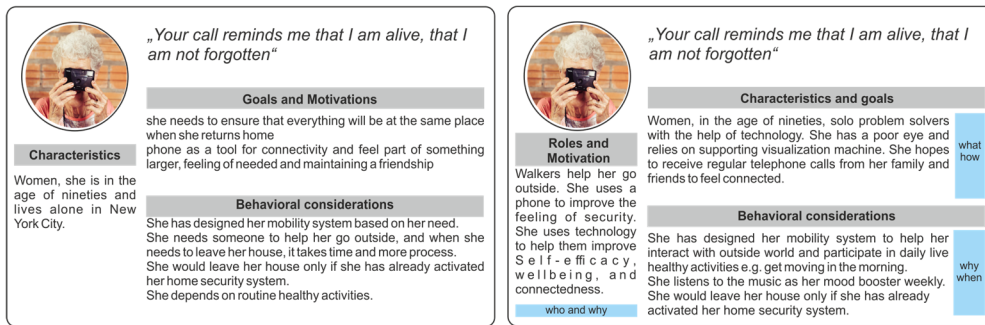 „Your call reminds me that I am alive, that I
am not forgotten“
Goals and Motivations
she needs to ensure that everything will be at the same place
when she returns home
phone as a tool for connectivity and feel part of something
larger, feeling of needed and maintaining a friendship
Characteristics
Women, she is in the
age of nineties and
lives alone in New
York City.
Behavioral considerations
She has designed her mobility system based on her need.
She needs someone to help her go outside, and when she
needs to leave her house, it takes time and more process.
She would leave her house only if she has already activated
her home security system.
She depends on routine healthy activities.
„Your call reminds me that I am alive, that I
am not forgotten“
Characteristics and goals
Women, in the age of nineties, solo problem solvers
with the help of technology. She has a poor eye and
relies on supporting visualization machine. She hopes
to receive regular telephone calls from her family and
friends to feel connected.
what
how
Roles and
Motivation
Walkers help her go
outside. She uses a
phone to improve the
feeling of security.
She uses technology
to help them improve
Self-efficacy,
wellbeing, and
connectedness.
who and why
Behavioral considerations
She has designed her mobility system to help her
interact with outside world and participate in daily live
healthy activities e.g. get moving in the morning.
She listens to the music as her mood booster weekly.
She would leave her house only if she has already
activated her home security system.
why
when